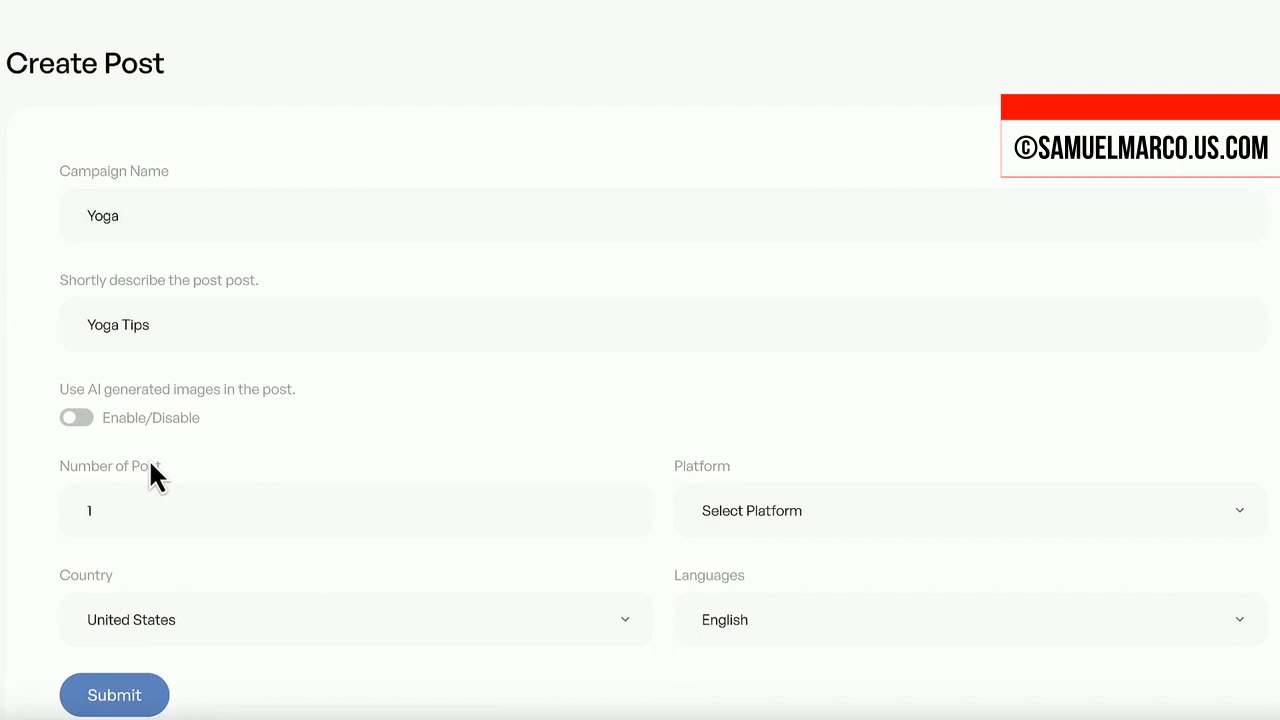 Create Post
©SAMUELMARCO.US.COM
Campaign Name
Yoga
Shortly describe the post post.
Yoga Tips
Use AI generated images in the post.
Enable/Disable
Number of Post
Platform
1
Select Platform
Country
Languages
United States
English
Submit